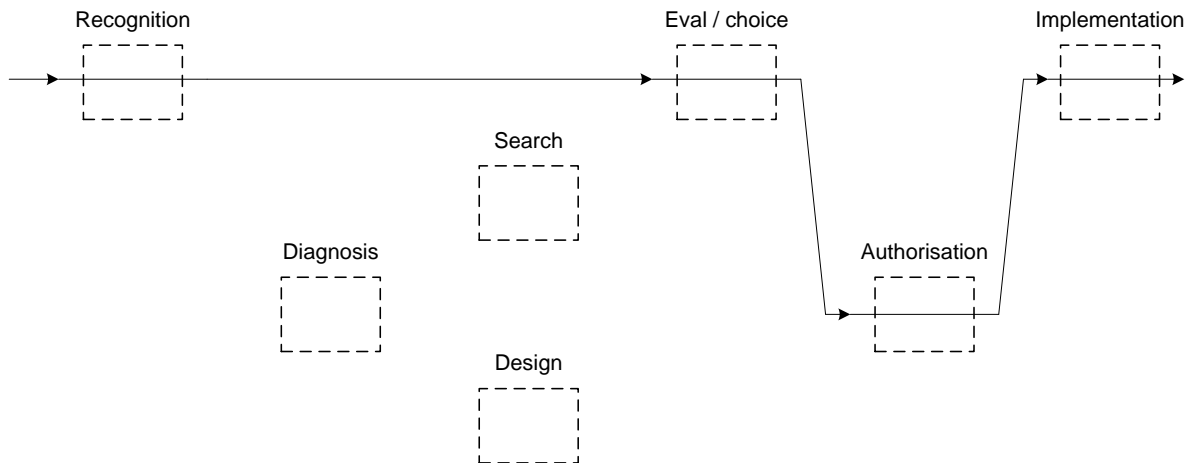 Recognition
Eval / choice
Implementation
Search
Diagnosis
Authorisation
Design